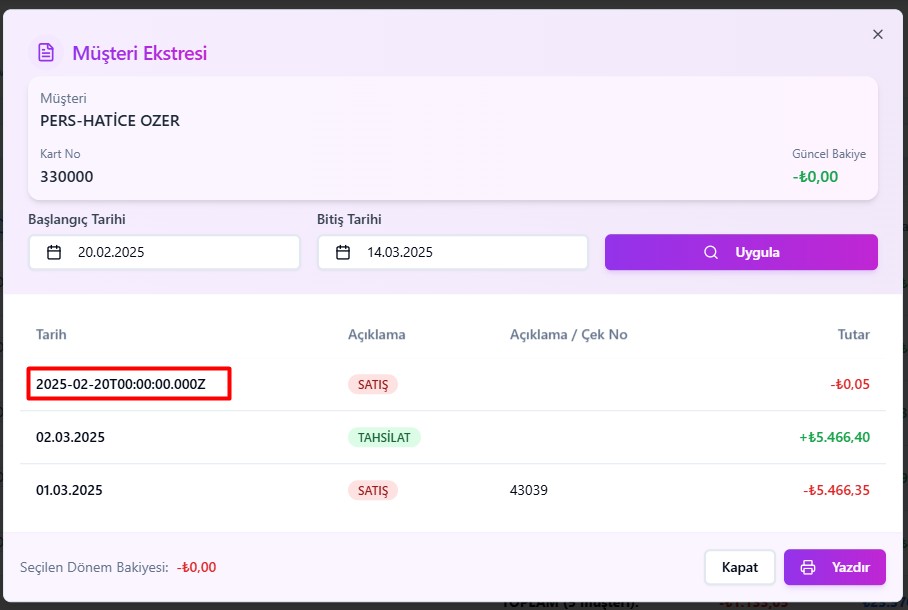 Müşteri Ekstresi
Müşteri
PERS-HATİCE OZER
Kart No
Güncel Bakiye
330000
-₺0,00
Başlangıç Tarihi
Bitiş Tarihi
20.02.2025
14.03.2025
Uygula
Tarih Açıklama Açıklama / Çek No Tutar
2025-02-20T00:00:00.000Z SATIŞ -₺0,05
02.03.2025 TAHSİLAT +₺5.466,40
01.03.2025 SATIŞ 43039 -₺5.466,35
Seçilen Dönem Bakiyesi: -₺0,00
Kapat
Yazdır